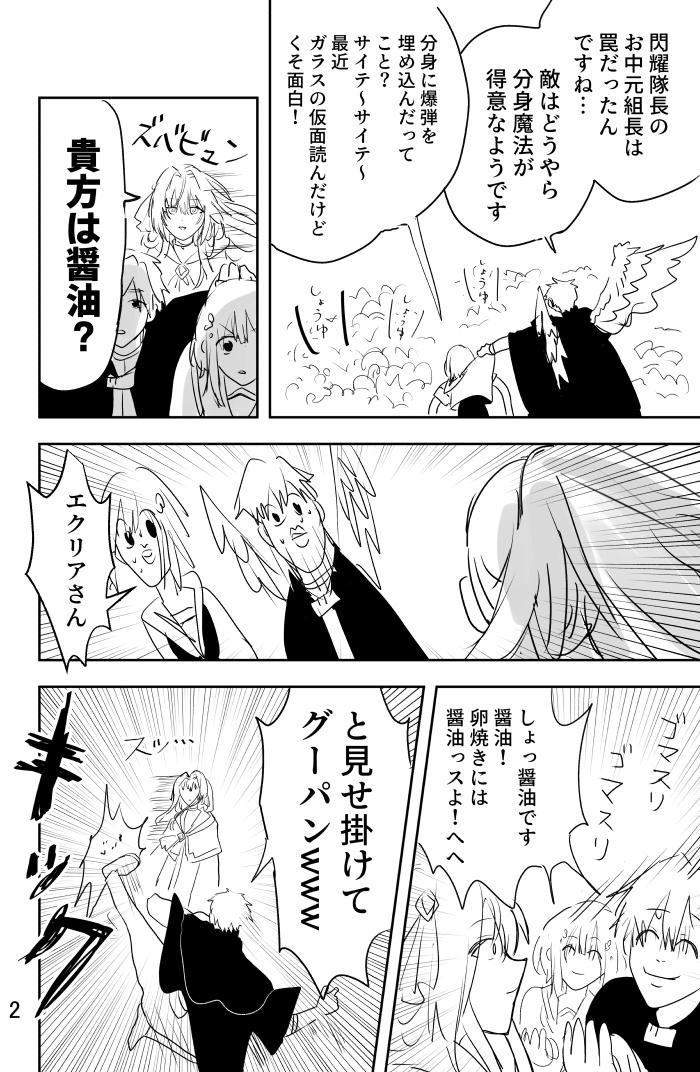 閃耀隊長の
お中元組長は
罠だったん
ですね…
敵はどうやら
分身魔法が
得意なようです
分身に爆弾を
埋め込んだって
こと？
サイテ〜サイテ〜
最近
ガラスの仮面読んだけど
くそ面白！
しょうゆ
しょうゆ
しょうゆ
ズバビュン
貴方は醤油？
エクリアさん
ゴマスリ
ゴマスリ
しょっ醤油です
醤油！
卵焼きには
醤油っスよ！へへ
と見せ掛けて
グーパンwww
スッ…
キック
2